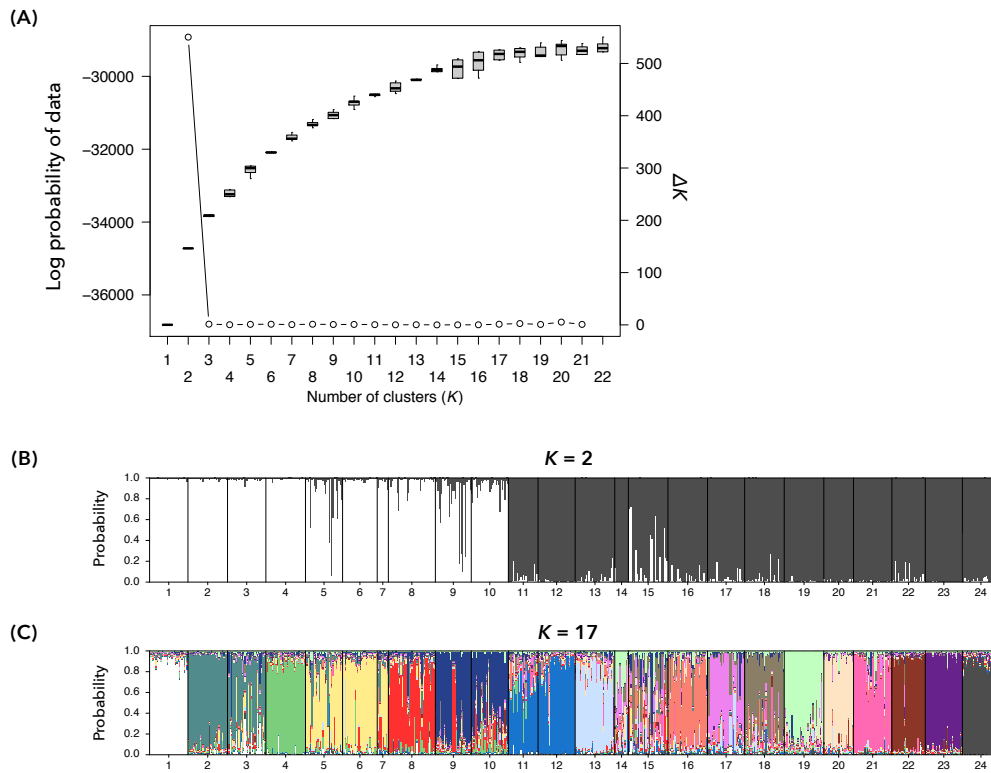 (A)
Log probability of data
−30000
−32000
−34000
−36000
500
400
300
200
100
0
ΔK
1 3 5 7 9 11 13 15 17 19 21
2 4 6 8 10 12 14 16 18 20 22
Number of clusters (K)
(B)
K = 2
Probability
1.0
0.8
0.6
0.4
0.2
0.0
1 2 3 4 5 6 7 8 9 10 11 12 13 14 15 16 17 18 19 20 21 22 23 24
(C)
K = 17
Probability
1.0
0.8
0.6
0.4
0.2
0.0
1 2 3 4 5 6 7 8 9 10 11 12 13 14 15 16 17 18 19 20 21 22 23 24